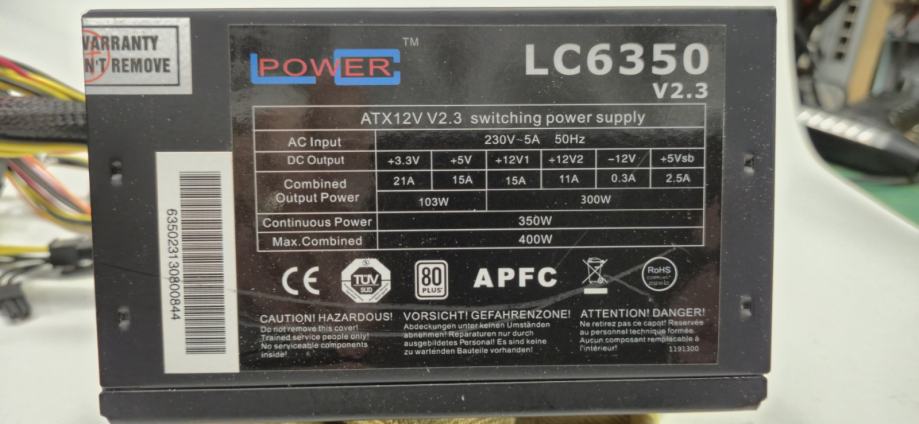 VARRANTY
N'T REMOVE
POWER TM
LC6350
V2.3
ATX12V V2.3 switching power supply
AC Input 230V~5A 50Hz
DC Output +3.3V +5V +12V1 +12V2 -12V +5Vsb
Combined Output Power 21A 15A 15A 11A 0.3A 2.5A
103W 300W
Continuous Power 350W
Max.Combined 400W
CE TÜV SÜD 80 PLUS APFC RoHS
CAUTION! HAZARDOUS!
Do not remove this cover!
Trained service people only!
No serviceable components
inside!
VORSICHT! GEFAHRENZONE!
Abdeckungen unter keinen Umständen
abnehmen! Reparaturen nur durch
ausgebildetes Personal! Es sind keine
zu wartenden Bauteile vorhanden!
ATTENTION! DANGER!
Ne retirez pas ce capot! Reservée
au personnel technique formée.
Aucun composant remplacable a
l'intérieur!
1191300
635023130800844